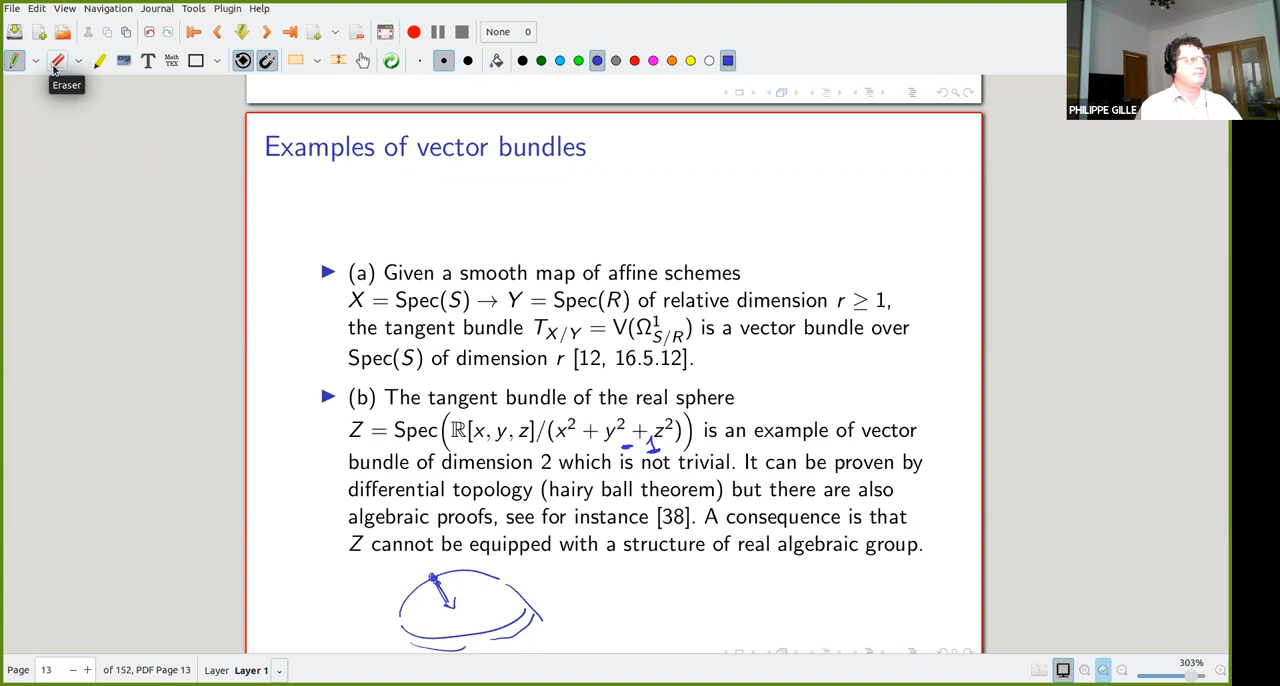 File Edit View Navigation Journal Tools Plugin Help
None 0
T Math TEX
Eraser
PHILIPPE GILLE
Examples of vector bundles
(a) Given a smooth map of affine schemes
X = Spec(S) → Y = Spec(R) of relative dimension r ≥ 1,
the tangent bundle T_{X/Y} = V(Ω¹_{S/R}) is a vector bundle over
Spec(S) of dimension r [12, 16.5.12].
(b) The tangent bundle of the real sphere
Z = Spec(ℝ[x, y, z]/(x² + y² + z²)) is an example of vector
- 1
bundle of dimension 2 which is not trivial. It can be proven by
differential topology (hairy ball theorem) but there are also
algebraic proofs, see for instance [38]. A consequence is that
Z cannot be equipped with a structure of real algebraic group.
Page 13 − + of 152, PDF Page 13 Layer Layer 1 303%